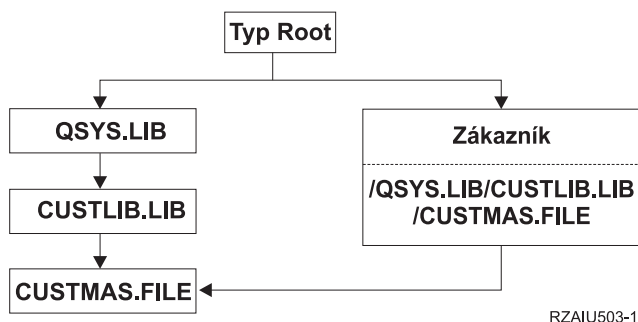 Typ Root
QSYS.LIB
CUSTLIB.LIB
CUSTMAS.FILE
Zákazník
/QSYS.LIB/CUSTLIB.LIB
/CUSTMAS.FILE
RZAIU503-1